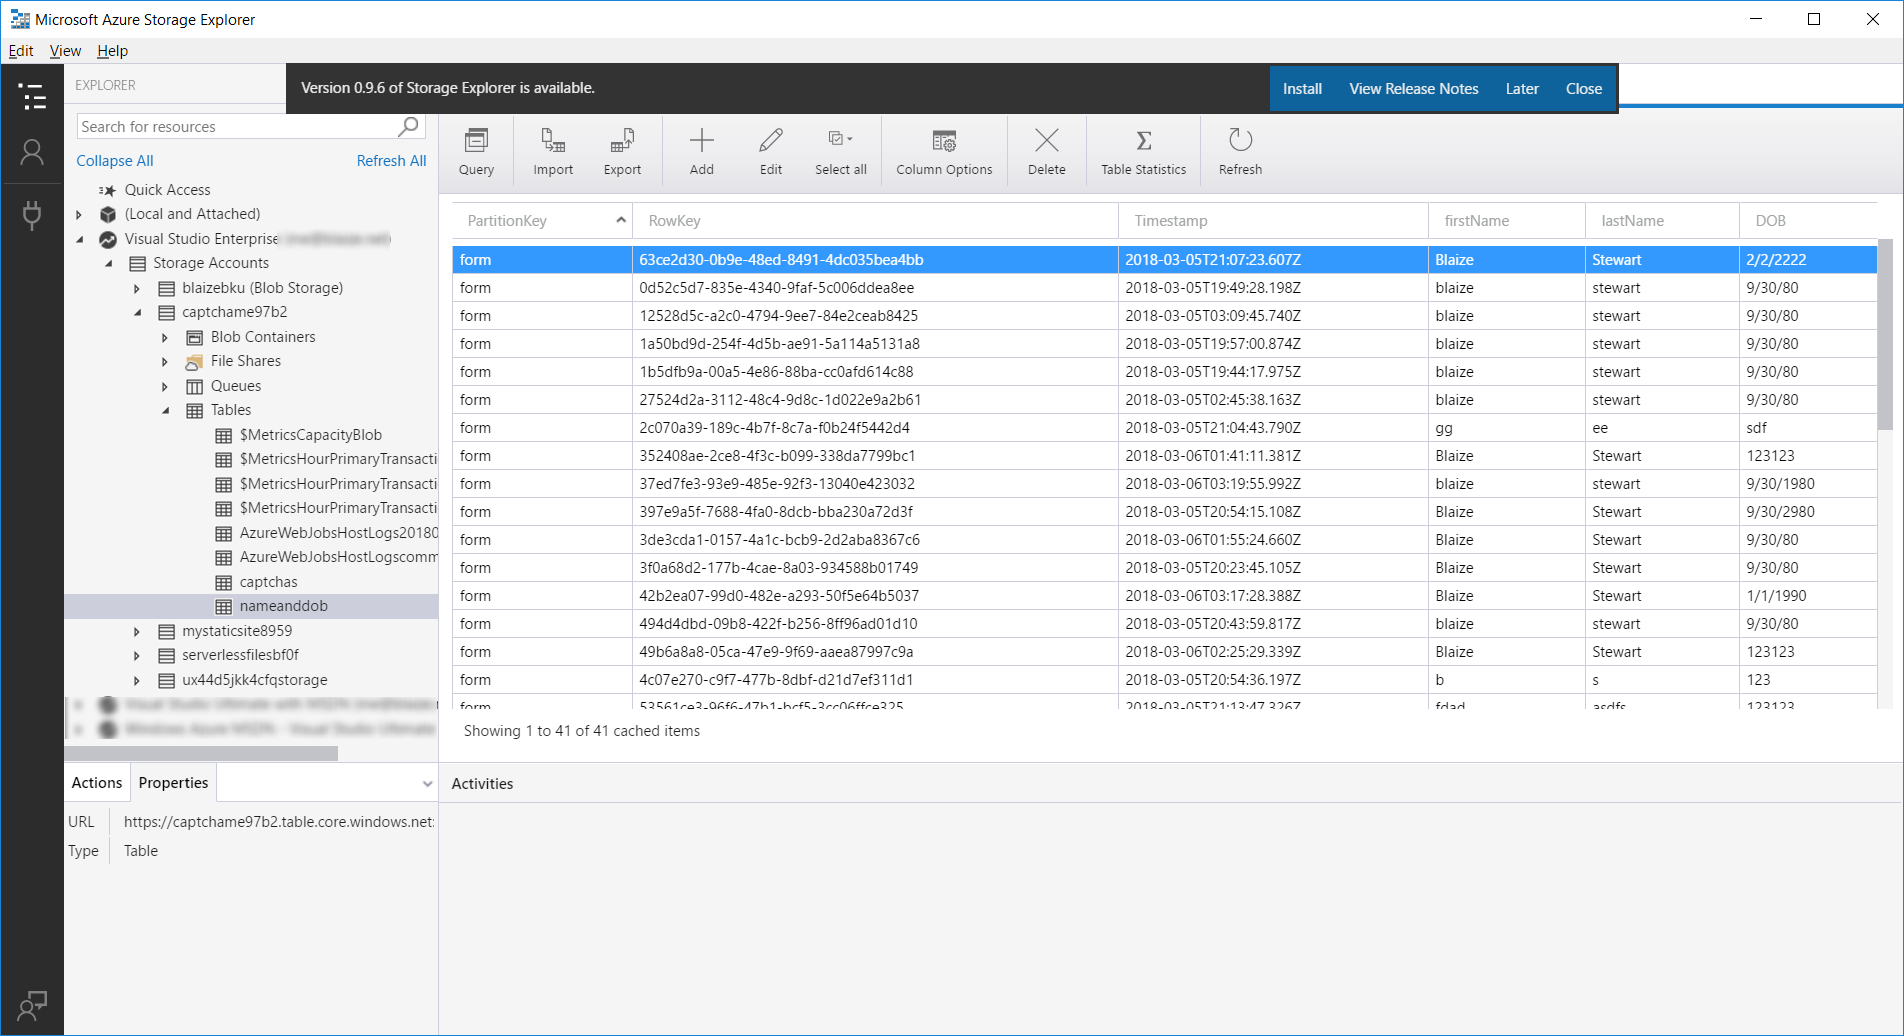 Microsoft Azure Storage Explorer
Edit View Help
EXPLORER
Version 0.9.6 of Storage Explorer is available.
Install View Release Notes Later Close
Search for resources
Collapse All Refresh All
Quick Access
(Local and Attached)
Visual Studio Enterprise
Storage Accounts
blaizebku (Blob Storage)
captchame97b2
Blob Containers
File Shares
Queues
Tables
$MetricsCapacityBlob
$MetricsHourPrimaryTransacti
$MetricsHourPrimaryTransacti
$MetricsHourPrimaryTransacti
AzureWebJobsHostLogs20180
AzureWebJobsHostLogscomm
captchas
nameanddob
mystaticsite8959
serverlessfilesbf0f
ux44d5jkk4cfqstorage
Query Import Export Add Edit Select all Column Options Delete Table Statistics Refresh
PartitionKey RowKey Timestamp firstName lastName DOB
form 63ce2d30-0b9e-48ed-8491-4dc035bea4bb 2018-03-05T21:07:23.607Z Blaize Stewart 2/2/2222
form 0d52c5d7-835e-4340-9faf-5c006ddea8ee 2018-03-05T19:49:28.198Z blaize stewart 9/30/80
form 12528d5c-a2c0-4794-9ee7-84e2ceab8425 2018-03-05T03:09:45.740Z blaize stewart 9/30/80
form 1a50bd9d-254f-4d5b-ae91-5a114a5131a8 2018-03-05T19:57:00.874Z blaize stewart 9/30/80
form 1b5dfb9a-00a5-4e86-88ba-cc0afd614c88 2018-03-05T19:44:17.975Z blaize stewart 9/30/80
form 27524d2a-3112-48c4-9d8c-1d022e9a2b61 2018-03-05T02:45:38.163Z blaize stewart 9/30/80
form 2c070a39-189c-4b7f-8c7a-f0b24f5442d4 2018-03-05T21:04:43.790Z gg ee sdf
form 352408ae-2ce8-4f3c-b099-338da7799bc1 2018-03-06T01:41:11.381Z Blaize Stewart 123123
form 37ed7fe3-93e9-485e-92f3-13040e423032 2018-03-06T03:19:55.992Z blaize stewart 9/30/1980
form 397e9a5f-7688-4fa0-8dcb-bba230a72d3f 2018-03-05T20:54:15.108Z Blaize Stewart 9/30/2980
form 3de3cda1-0157-4a1c-bcb9-2d2aba8367c6 2018-03-06T01:55:24.660Z Blaize Stewart 9/30/80
form 3f0a68d2-177b-4cae-8a03-934588b01749 2018-03-05T20:23:45.105Z Blaize Stewart 9/30/80
form 42b2ea07-99d0-482e-a293-50f5e64b5037 2018-03-06T03:17:28.388Z Blaize Stewart 1/1/1990
form 494d4dbd-09b8-422f-b256-8ff96ad01d10 2018-03-05T20:43:59.817Z blaize stewart 9/30/80
form 49b6a8a8-05ca-47e9-9f69-aaea87997c9a 2018-03-06T02:25:29.339Z Blaize Stewart 123123
form 4c07e270-c9f7-477b-8dbf-d21d7ef311d1 2018-03-05T20:54:36.197Z b s 123
form 53561ce3-96f6-47b1-bcf5-3cc06ffce325 2018-03-05T21:13:47.326Z fdad asdfs 123123
Showing 1 to 41 of 41 cached items
Actions Properties
URL https://captchame97b2.table.core.windows.net:
Type Table
Activities